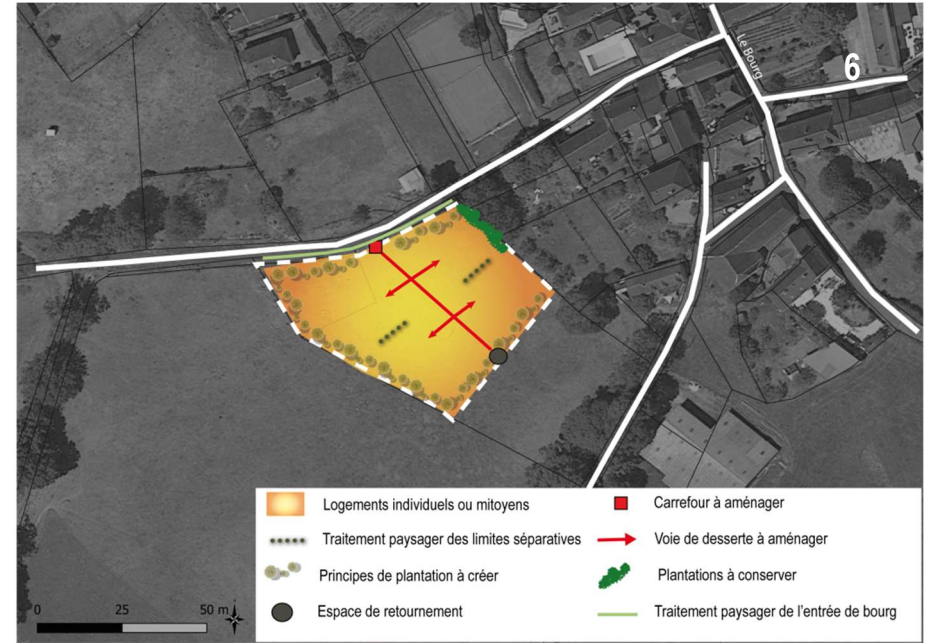 Le Bourg
6
Logements individuels ou mitoyens
Carrefour à aménager
Traitement paysager des limites séparatives
Voie de desserte à aménager
Principes de plantation à créer
Plantations à conserver
Espace de retournement
Traitement paysager de l'entrée de bourg
0 25 50 m